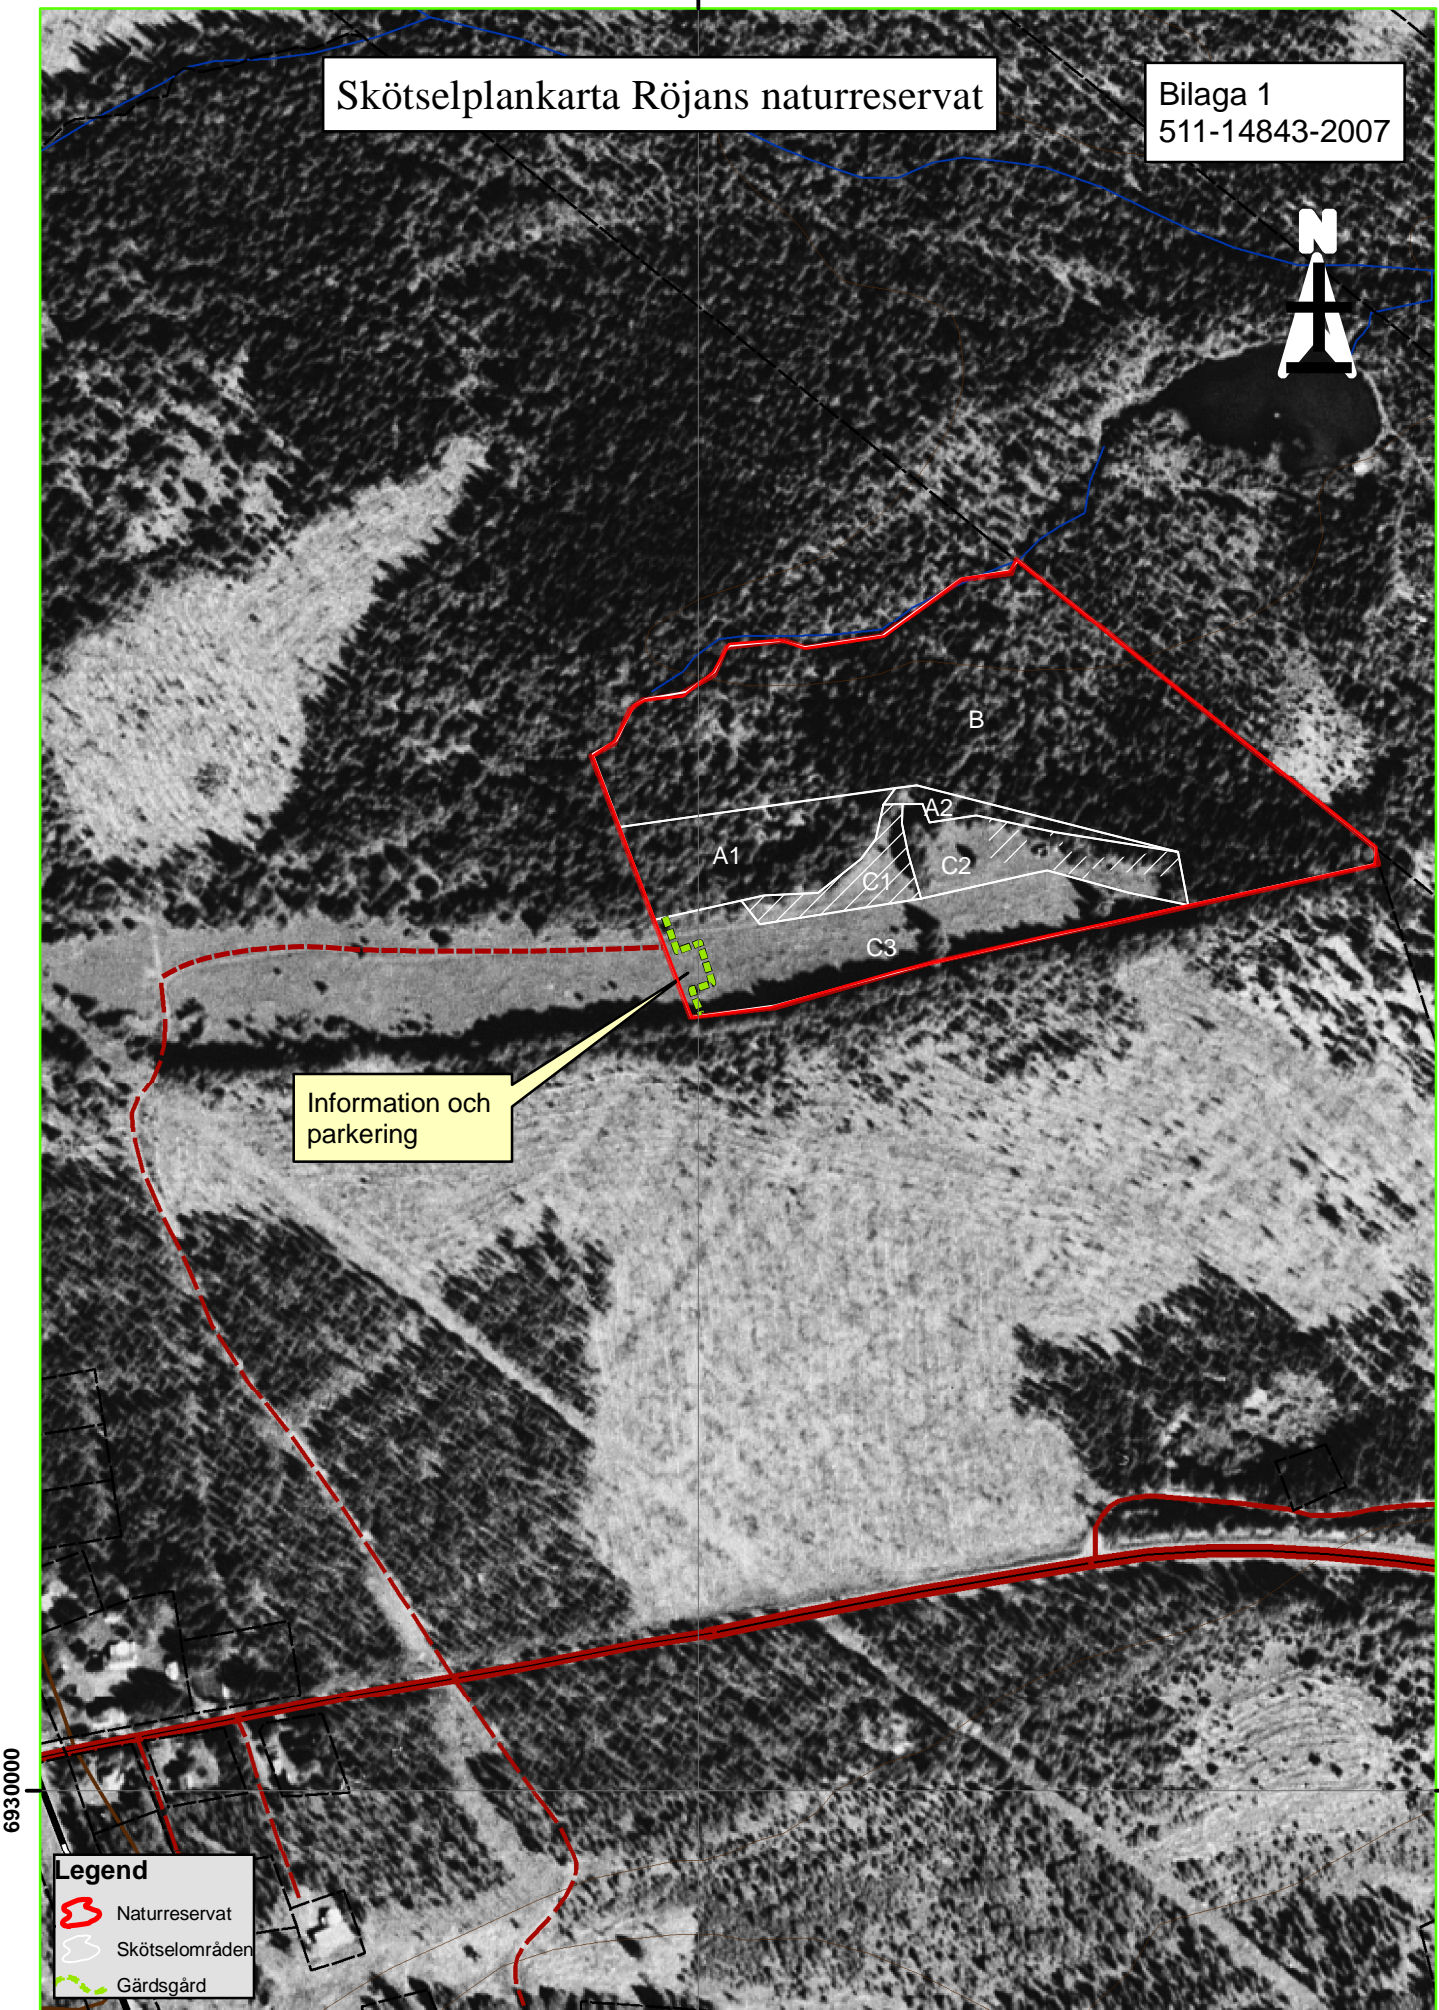 Skötselplankarta Röjans naturreservat
Bilaga 1
511-14843-2007
N
B
A2
A1
C2
C1
C3
Information och
parkering
6930000
Legend
Naturreservat
Skötselområden
Gärdsgård